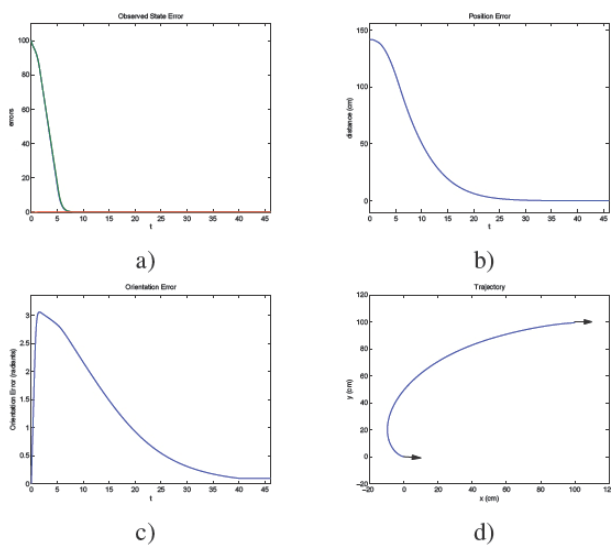 Observed State Error
100
80
60
40
20
0
errors
0 5 10 15 20 25 30 35 40 45
t
a)
Position Error
150
100
50
0
distance (cm)
0 5 10 15 20 25 30 35 40 45
t
b)
Orientation Error
3
2.5
2
1.5
1
0.5
0
Orientation Error (radiants)
0 5 10 15 20 25 30 35 40 45
t
c)
Trajectory
120
100
80
60
40
20
0
-20
y (cm)
-20 0 20 40 60 80 100 120
x (cm)
d)